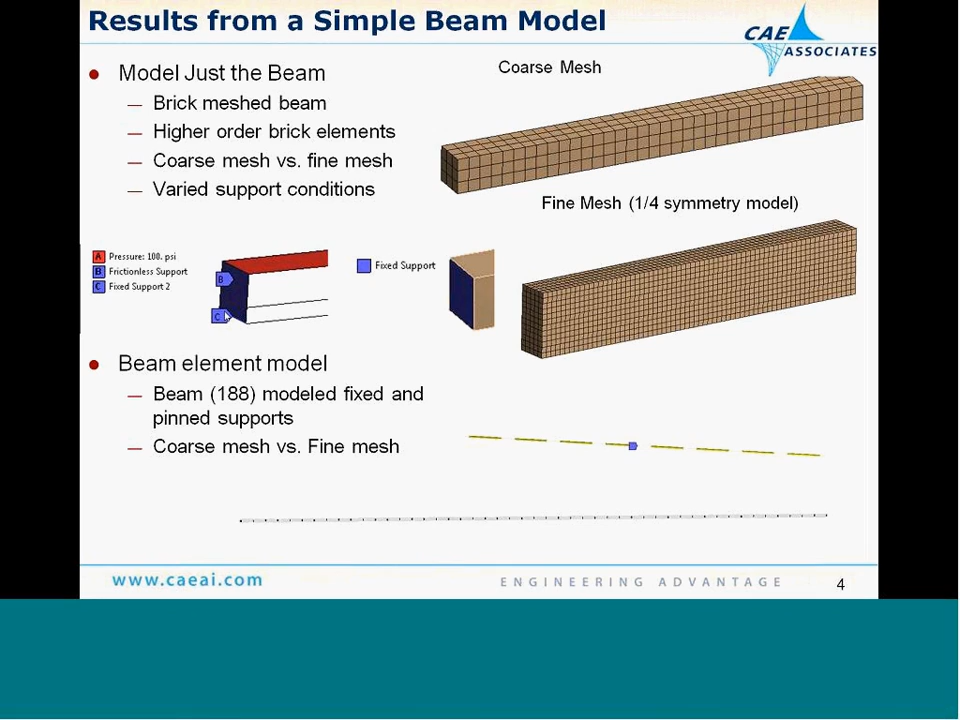 Results from a Simple Beam Model
CAE
ASSOCIATES
Model Just the Beam
— Brick meshed beam
— Higher order brick elements
— Coarse mesh vs. fine mesh
— Varied support conditions
Coarse Mesh
Fine Mesh (1/4 symmetry model)
A Pressure: 100. psi
B Frictionless Support
C Fixed Support 2
B
C
Fixed Support
Beam element model
— Beam (188) modeled fixed and
pinned supports
— Coarse mesh vs. Fine mesh
www.caeai.com
ENGINEERING ADVANTAGE
4